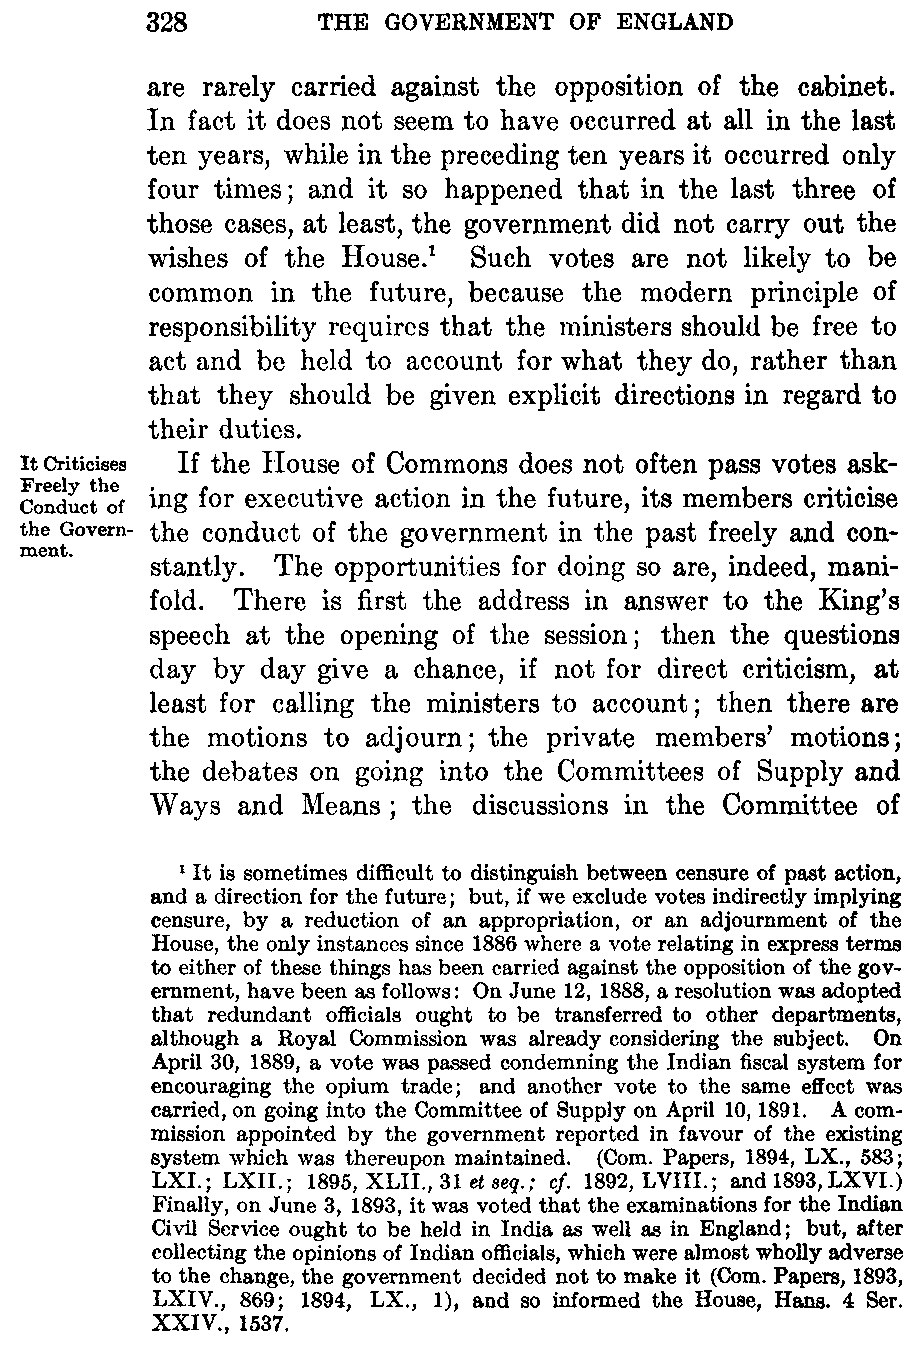 328 THE GOVERNMENT OF ENGLAND
are rarely carried against the opposition of the cabinet.
In fact it does not seem to have occurred at all in the last
ten years, while in the preceding ten years it occurred only
four times; and it so happened that in the last three of
those cases, at least, the government did not carry out the
wishes of the House.¹ Such votes are not likely to be
common in the future, because the modern principle of
responsibility requires that the ministers should be free to
act and be held to account for what they do, rather than
that they should be given explicit directions in regard to
their duties.
It Criticises
Freely the
Conduct of
the Govern-
ment.
If the House of Commons does not often pass votes ask-
ing for executive action in the future, its members criticise
the conduct of the government in the past freely and con-
stantly. The opportunities for doing so are, indeed, mani-
fold. There is first the address in answer to the King's
speech at the opening of the session; then the questions
day by day give a chance, if not for direct criticism, at
least for calling the ministers to account; then there are
the motions to adjourn; the private members' motions;
the debates on going into the Committees of Supply and
Ways and Means; the discussions in the Committee of
¹ It is sometimes difficult to distinguish between censure of past action,
and a direction for the future; but, if we exclude votes indirectly implying
censure, by a reduction of an appropriation, or an adjournment of the
House, the only instances since 1886 where a vote relating in express terms
to either of these things has been carried against the opposition of the gov-
ernment, have been as follows: On June 12, 1888, a resolution was adopted
that redundant officials ought to be transferred to other departments,
although a Royal Commission was already considering the subject. On
April 30, 1889, a vote was passed condemning the Indian fiscal system for
encouraging the opium trade; and another vote to the same effect was
carried, on going into the Committee of Supply on April 10, 1891. A com-
mission appointed by the government reported in favour of the existing
system which was thereupon maintained. (Com. Papers, 1894, LX., 583;
LXI.; LXII.; 1895, XLII., 31 et seq.; cf. 1892, LVIII.; and 1893, LXVI.)
Finally, on June 3, 1893, it was voted that the examinations for the Indian
Civil Service ought to be held in India as well as in England; but, after
collecting the opinions of Indian officials, which were almost wholly adverse
to the change, the government decided not to make it (Com. Papers, 1893,
LXIV., 869; 1894, LX., 1), and so informed the House, Hans. 4 Ser.
XXIV., 1537.